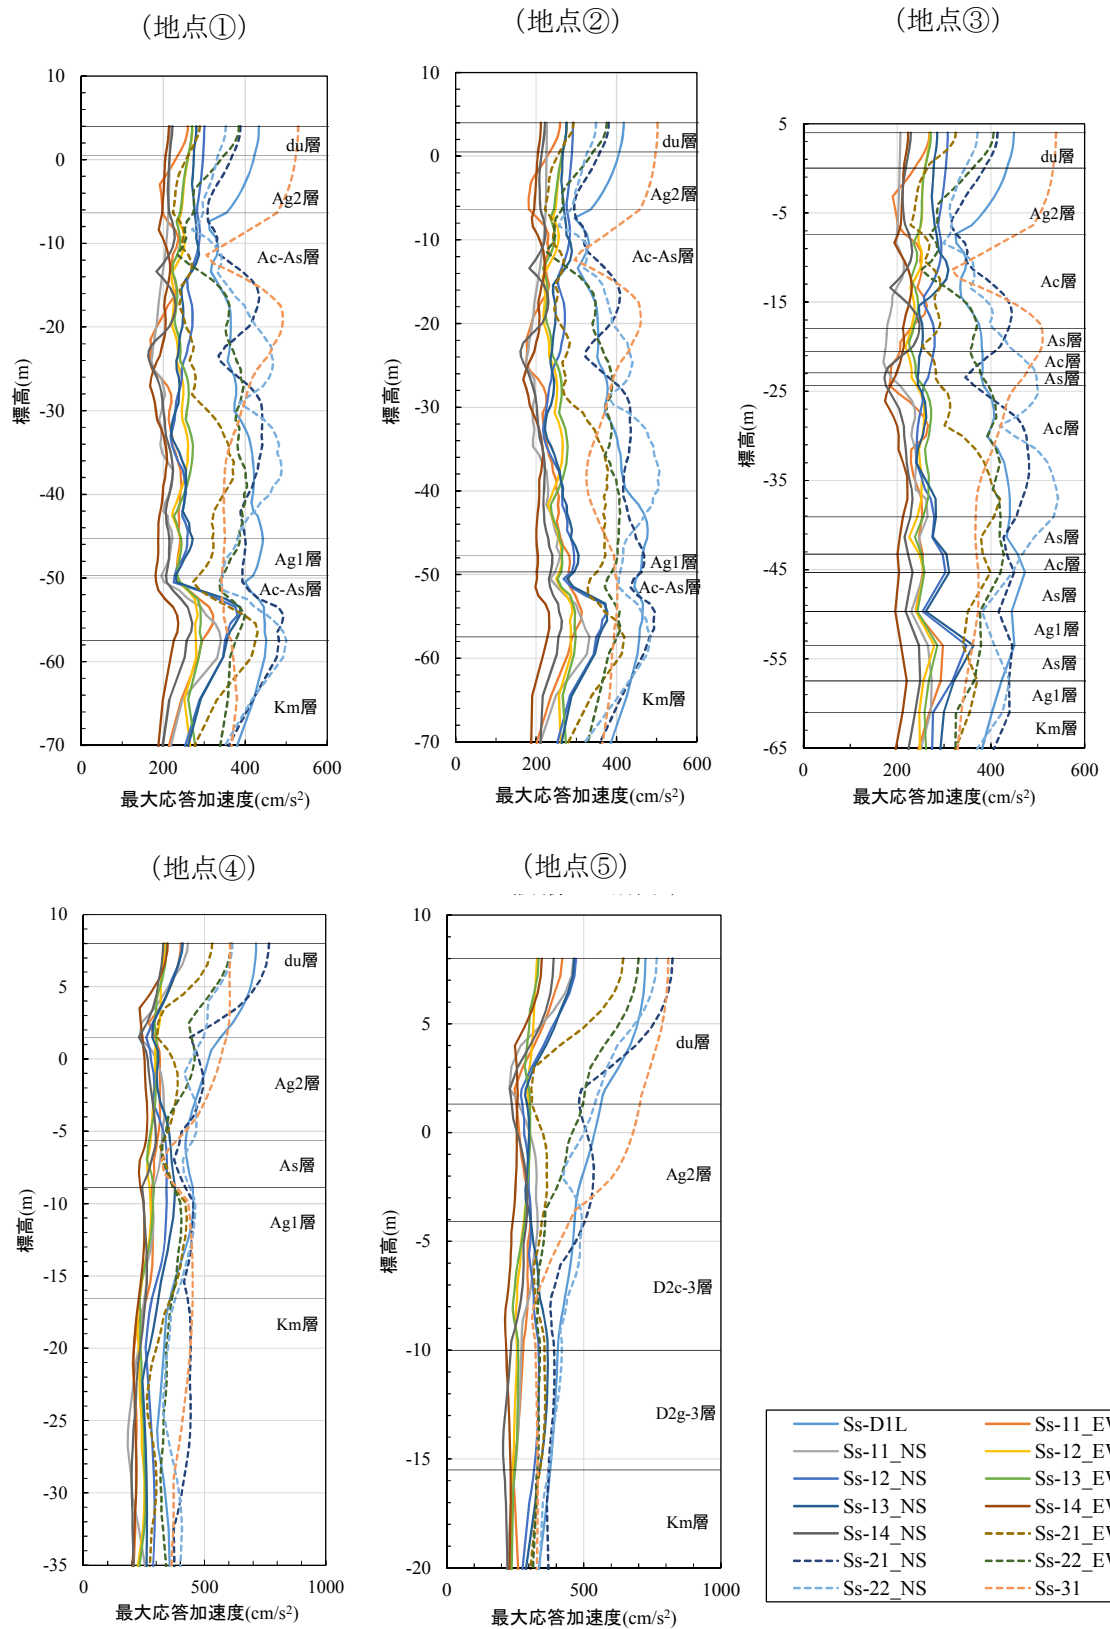 (地点①)
10
0
-10
-20
-30
-40
-50
-60
-70
標高(m)
du層
Ag2層
Ac-As層
Ag1層
Ac-As層
Km層
0
200
400
600
最大応答加速度(cm/s²)
(地点②)
10
0
-10
-20
-30
-40
-50
-60
-70
標高(m)
du層
Ag2層
Ac-As層
Ag1層
Ac-As層
Km層
0
200
400
600
最大応答加速度(cm/s²)
(地点③)
5
-5
-15
-25
-35
-45
-55
-65
標高(m)
du層
Ag2層
Ac層
As層
Ac層
As層
Ac層
As層
Ac層
As層
Ag1層
As層
Ag1層
Km層
0
200
400
600
最大応答加速度(cm/s²)
(地点④)
10
5
0
-5
-10
-15
-20
-25
-30
-35
標高(m)
du層
Ag2層
As層
Ag1層
Km層
0
500
1000
最大応答加速度(cm/s²)
(地点⑤)
10
5
0
-5
-10
-15
-20
標高(m)
du層
Ag2層
D2c-3層
D2g-3層
Km層
0
500
1000
最大応答加速度(cm/s²)
Ss-D1L
Ss-11_NS
Ss-12_NS
Ss-13_NS
Ss-14_NS
Ss-21_NS
Ss-22_NS
Ss-11_E
Ss-12_E
Ss-13_E
Ss-14_E
Ss-21_E
Ss-22_E
Ss-31